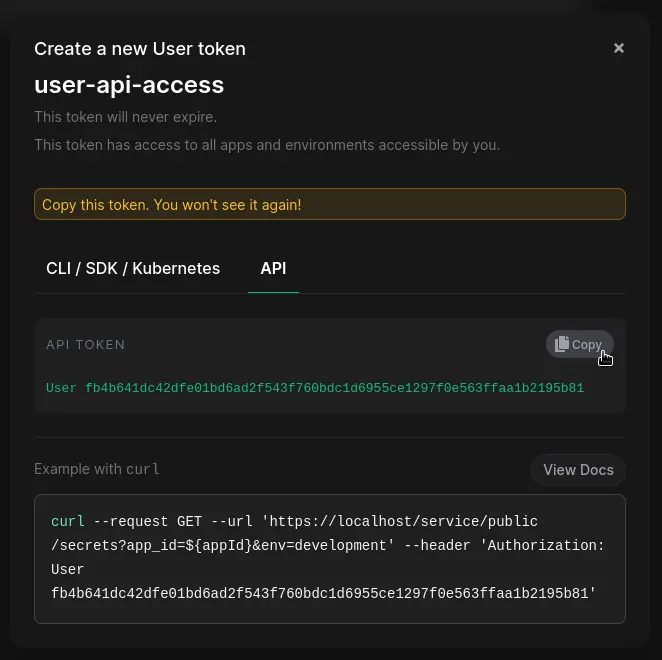 Create a new User token
user-api-access
This token will never expire.
This token has access to all apps and environments accessible by you.
Copy this token. You won't see it again!
CLI / SDK / Kubernetes API
API TOKEN Copy
User fb4b641dc42dfe01bd6ad2f543f760bdc1d6955ce1297f0e563ffaa1b2195b81
Example with curl View Docs
curl --request GET --url 'https://localhost/service/public
/secrets?app_id=${appId}&env=development' --header 'Authorization:
User
fb4b641dc42dfe01bd6ad2f543f760bdc1d6955ce1297f0e563ffaa1b2195b81'